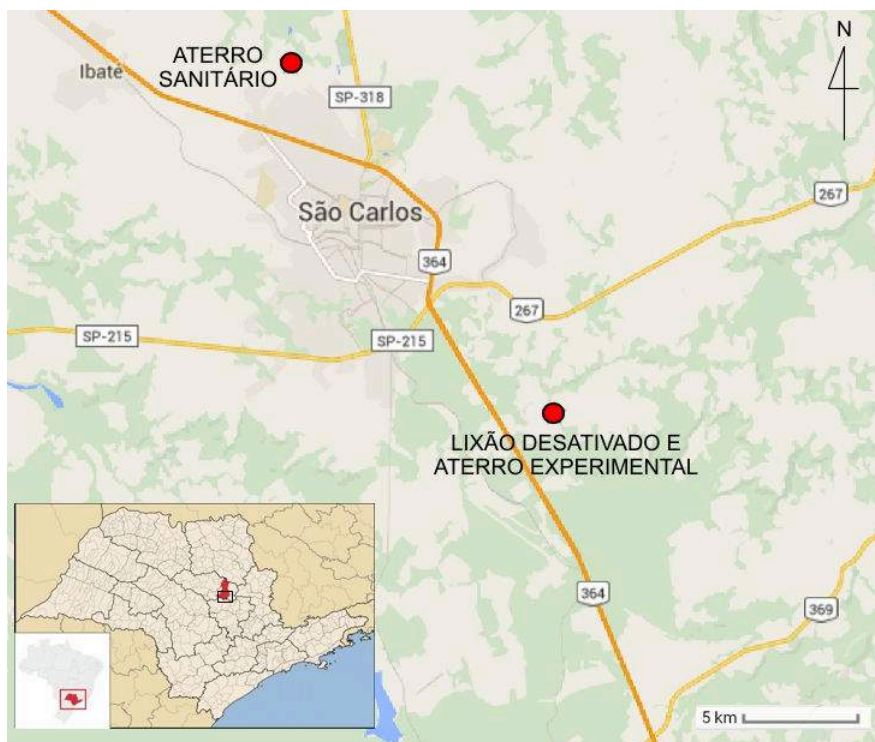 N
ATERRO
SANITÁRIO
Ibaté
SP-318
São Carlos
267
364
267
SP-215
SP-215
LIXÃO DESATIVADO E
ATERRO EXPERIMENTAL
364
369
5 km